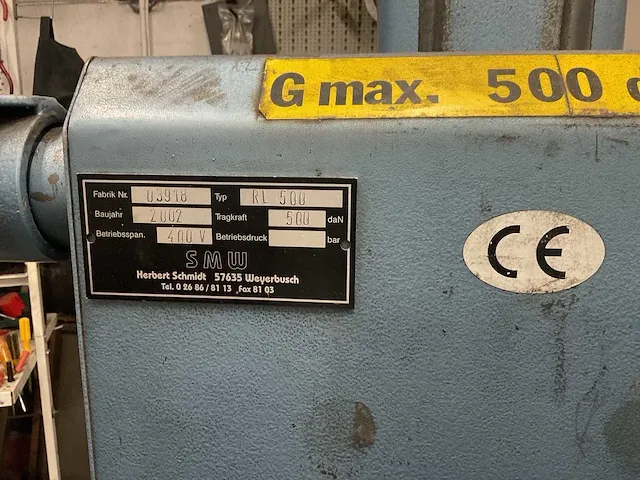 G max. 500 d
Fabrik Nr. 03918 Typ RL 500
Baujahr 2002 Tragkraft 500 daN
Betriebsspan. 400 V Betriebsdruck bar
SMW
Herbert Schmidt 57635 Weyerbusch
Tel. 0 26 86 / 81 13 Fax 81 03
CE